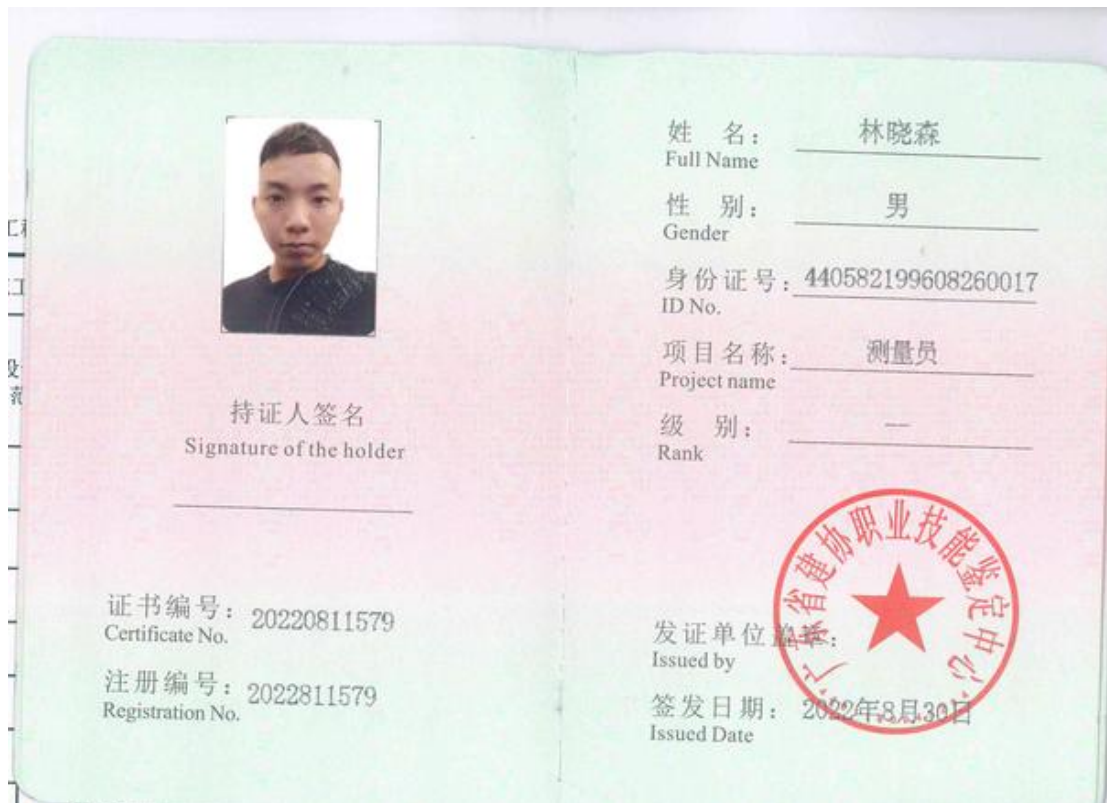 持证人签名
Signature of the holder
证书编号：20220811579
Certificate No.
注册编号：2022811579
Registration No.
姓 名： 林晓森
Full Name
性 别： 男
Gender
身份证号：440582199608260017
ID No.
项目名称： 测量员
Project name
级 别： 一
Rank
广东省建协职业技能鉴定中心
发证单位盖章：
Issued by
签发日期： 2022年8月30日
Issued Date